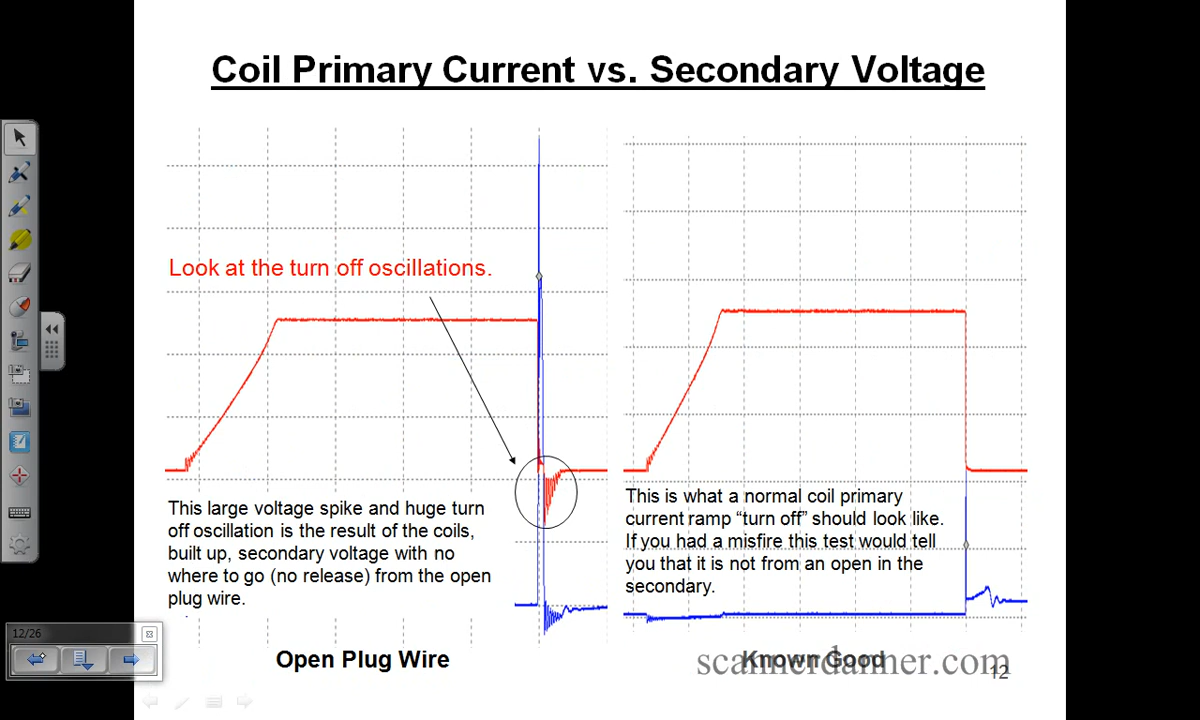 Coil Primary Current vs. Secondary Voltage
Look at the turn off oscillations.
This large voltage spike and huge turn
off oscillation is the result of the coils,
built up, secondary voltage with no
where to go (no release) from the open
plug wire.
Open Plug Wire
This is what a normal coil primary
current ramp “turn off” should look like.
If you had a misfire this test would tell
you that it is not from an open in the
secondary.
Known Good
scannerdanner.com
12
12/26